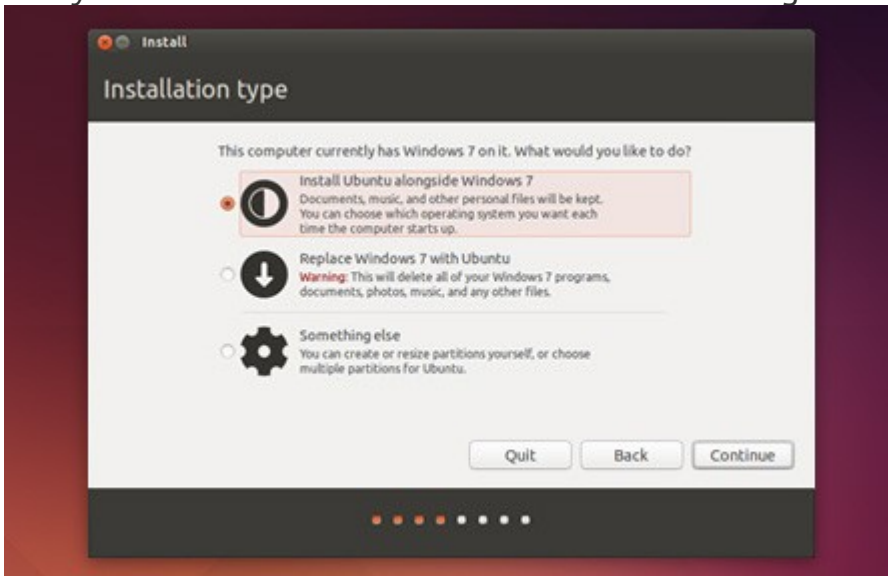 Install
Installation type
This computer currently has Windows 7 on it. What would you like to do?
Install Ubuntu alongside Windows 7
Documents, music, and other personal files will be kept.
You can choose which operating system you want each
time the computer starts up.
Replace Windows 7 with Ubuntu
Warning: This will delete all of your Windows 7 programs,
documents, photos, music, and any other files.
Something else
You can create or resize partitions yourself, or choose
multiple partitions for Ubuntu.
Quit Back Continue